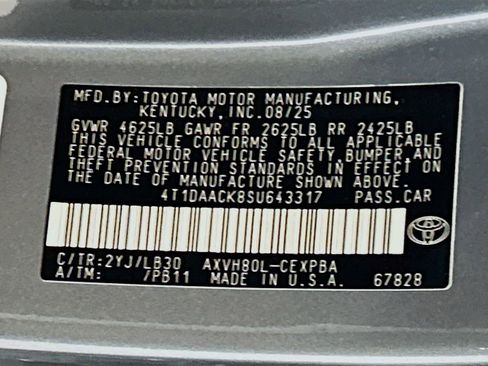 MFD.BY:TOYOTA MOTOR MANUFACTURING,
KENTUCKY, INC.08/25
GVWR 4625LB GAWR FR 2625LB RR 2425LB
THIS VEHICLE CONFORMS TO ALL APPLICABLE
FEDERAL MOTOR VEHICLE SAFETY,BUMPER,AND
THEFT PREVENTION STANDARDS IN EFFECT ON
THE DATE OF MANUFACTURE SHOWN ABOVE.
4T1DAACK8SU643317 PASS.CAR
C/TR:2YJ/LB30 AXVH80L-CEXPBA
A/TM: /PB11 MADE IN U.S.A. 67828